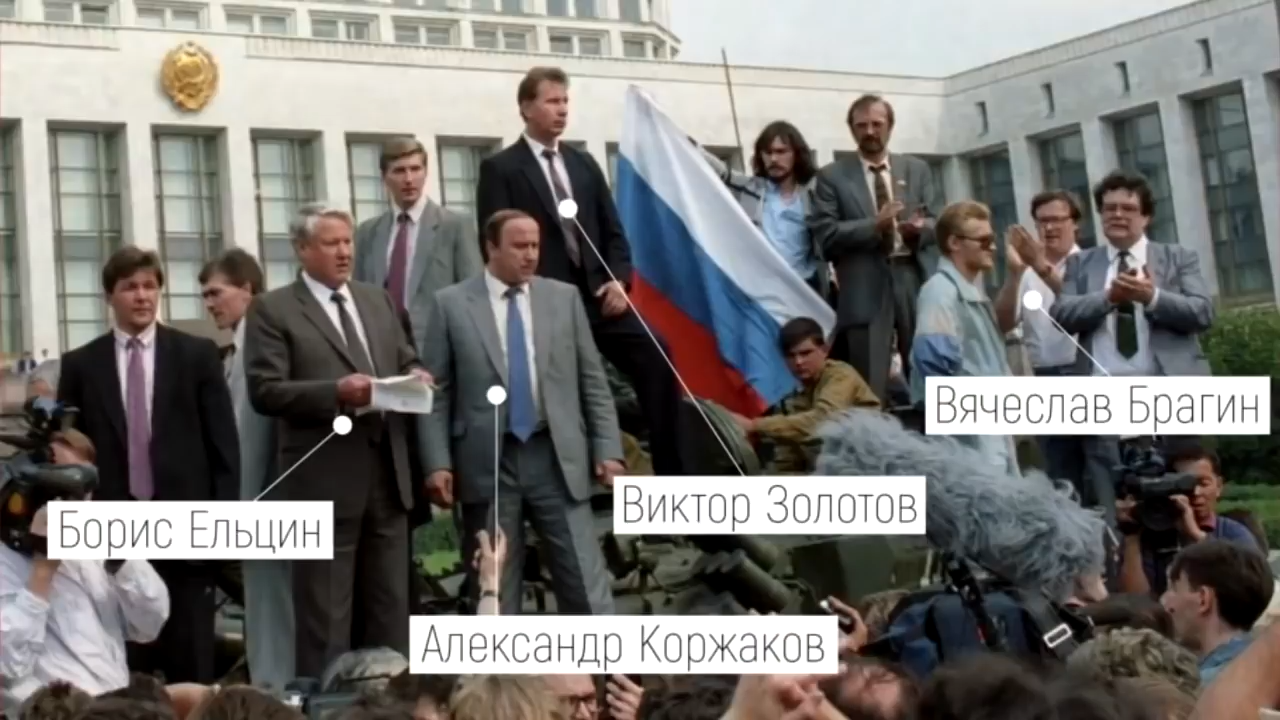 Вячеслав Брагин
Виктор Золотов
Борис Ельцин
Александр Коржаков